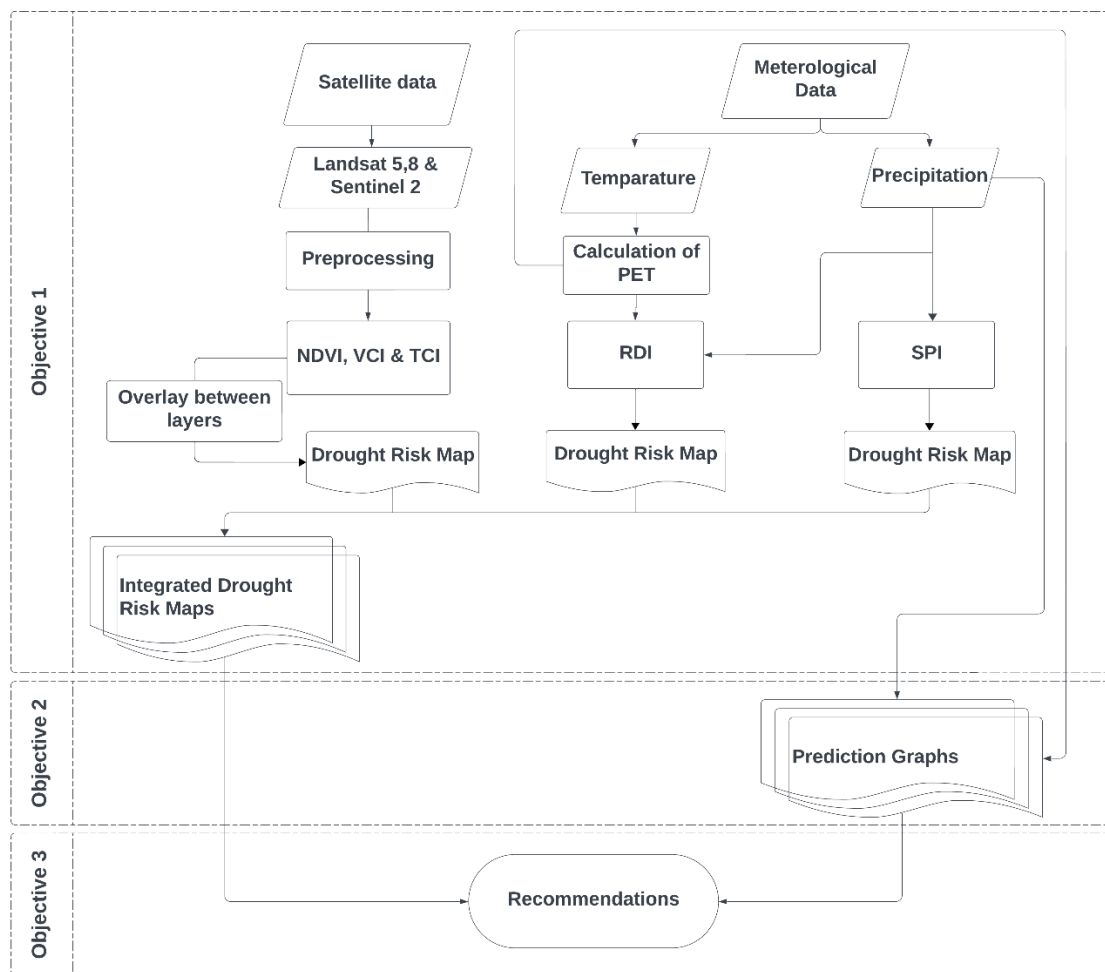 Objective 1
Satellite data
Meterological
Data
Landsat 5,8 &
Sentinel 2
Temparature
Precipitation
Preprocessing
Calculation of
PET
NDVI, VCI & TCI
RDI
SPI
Overlay between
layers
Drought Risk Map
Drought Risk Map
Drought Risk Map
Integrated Drought
Risk Maps
Objective 2
Prediction Graphs
Objective 3
Recommendations